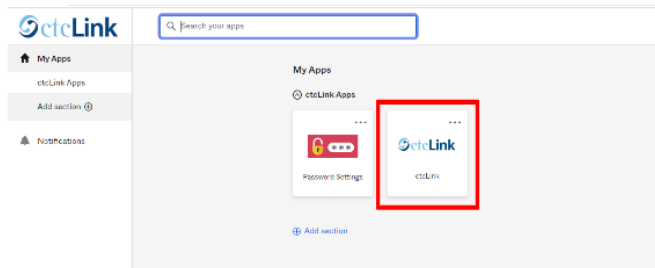 ctcLink
Search your apps
My Apps
ctcLink Apps
Add section
Notifications
My Apps
ctcLink Apps
Password Settings
ctcLink
ctcLink
Add section